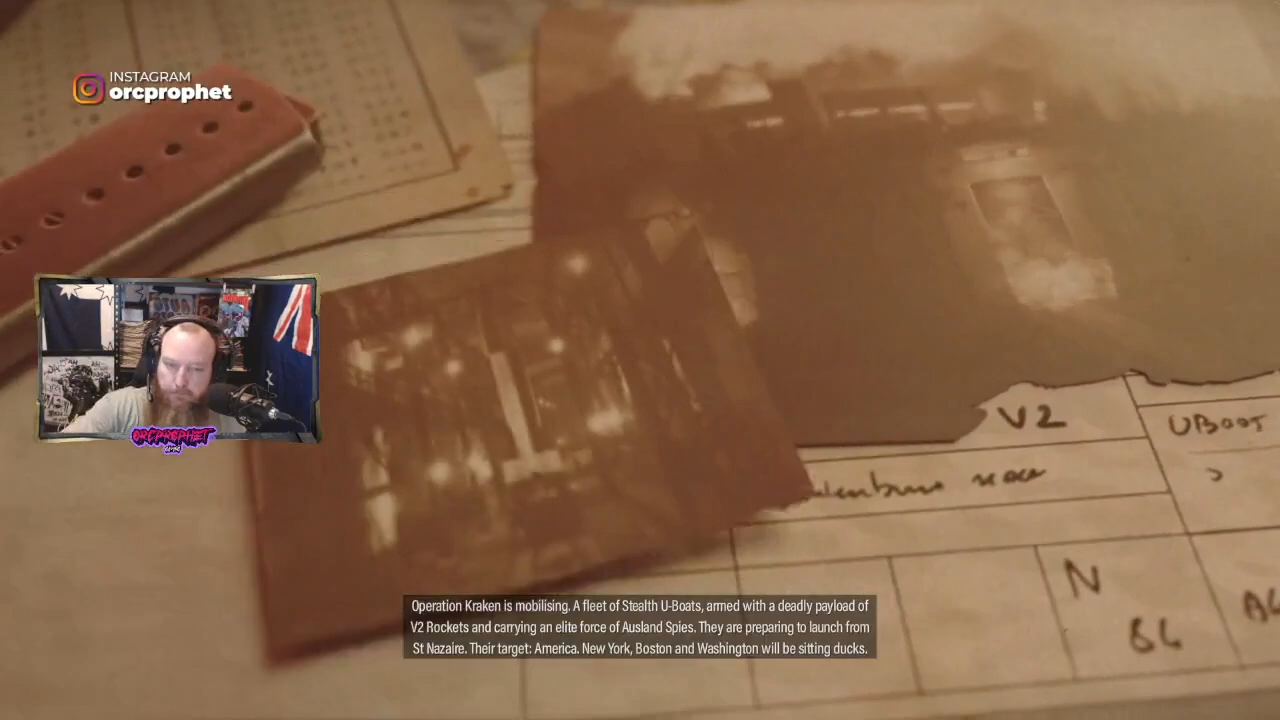 INSTAGRAM
orcprophet
ORCPROPHET
V2
UBOOT
N
Operation Kraken is mobilising. A fleet of Stealth U-Boats, armed with a deadly payload of
V2 Rockets and carrying an elite force of Ausland Spies. They are preparing to launch from
St Nazaire. Their target: America. New York, Boston and Washington will be sitting ducks.